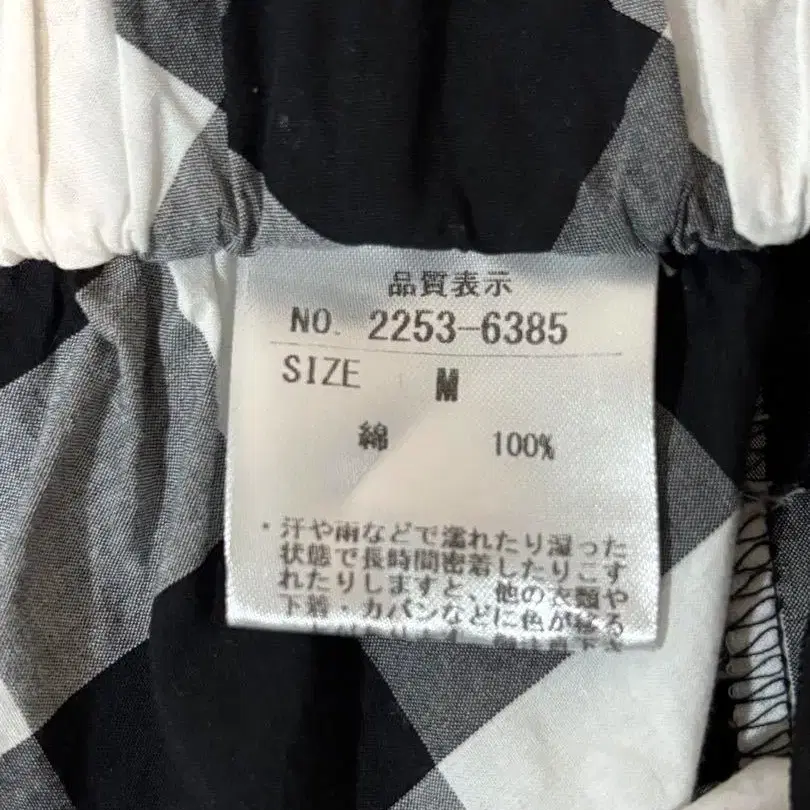 品質表示
NO. 2253-6385
SIZE M
綿 100%
・汗や雨などで濡れたり湿った
状態で長時間密着したりこす
れたりしますと、他の衣類や
下着・カバンなどに色が移る